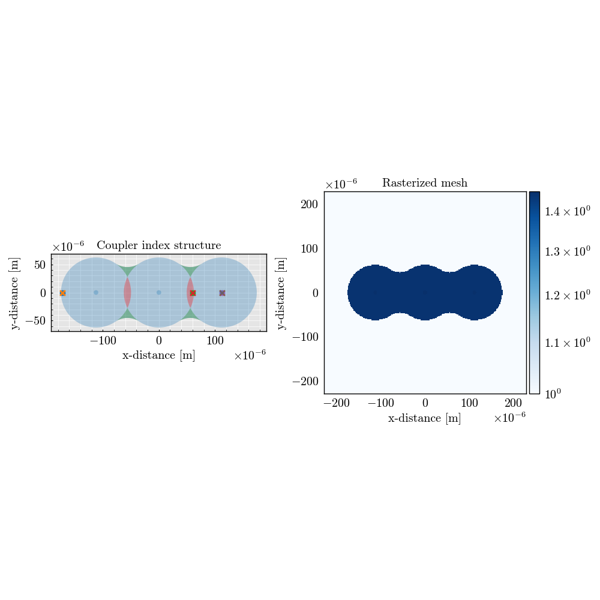 ×10⁻⁶ Coupler index structure
50
0
−50
y-distance [m]
−100 0 100
x-distance [m]
×10⁻⁶
×10⁻⁶ Rasterized mesh
200
100
0
−100
−200
y-distance [m]
−200 −100 0 100 200
x-distance [m]
×10⁻⁶
1.4 × 10⁰
1.3 × 10⁰
1.2 × 10⁰
1.1 × 10⁰
10⁰